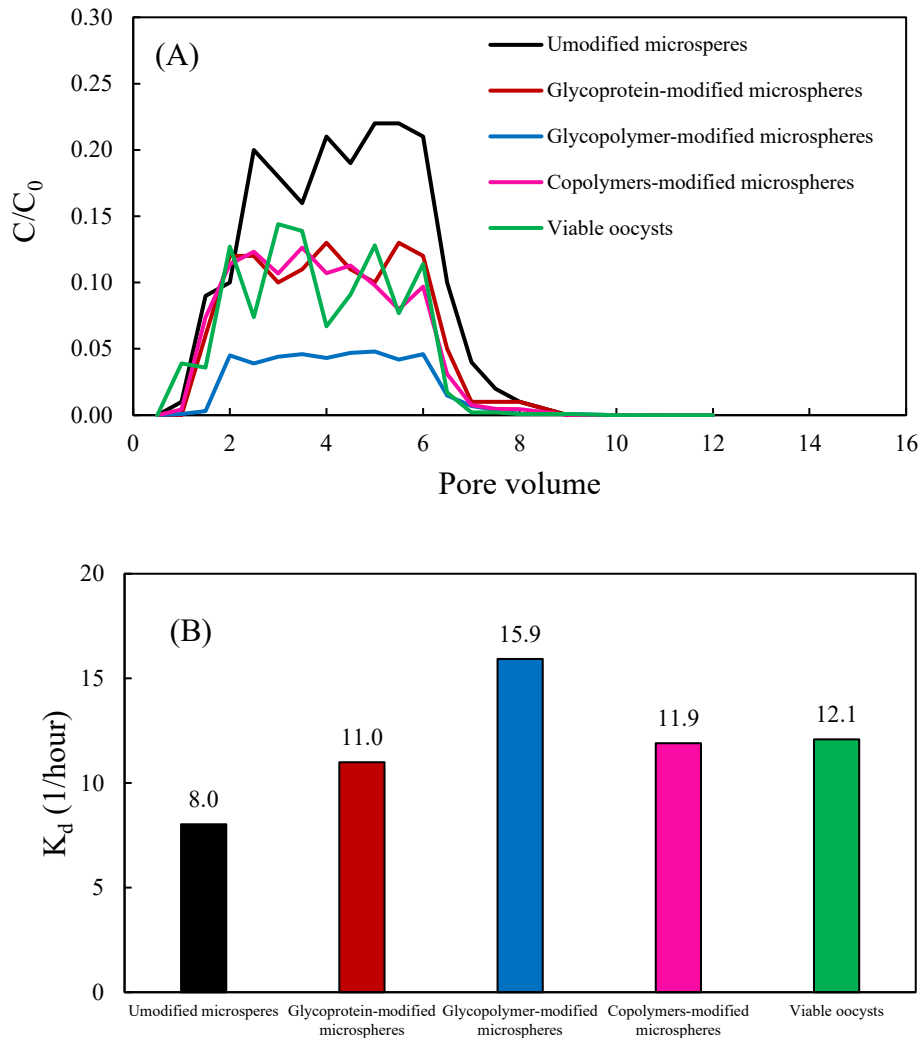 (A)
Umodified microsperes
Glycoprotein-modified microspheres
Glycopolymer-modified microspheres
Copolymers-modified microspheres
Viable oocysts
0.30
0.25
0.20
0.15
0.10
0.05
0.00
C/C0
0 2 4 6 8 10 12 14 16
Pore volume
(B)
20
15
10
5
0
Kd (1/hour)
8.0
11.0
15.9
11.9
12.1
Umodified microsperes
Glycoprotein-modified
microspheres
Glycopolymer-modified
microspheres
Copolymers-modified
microspheres
Viable oocysts